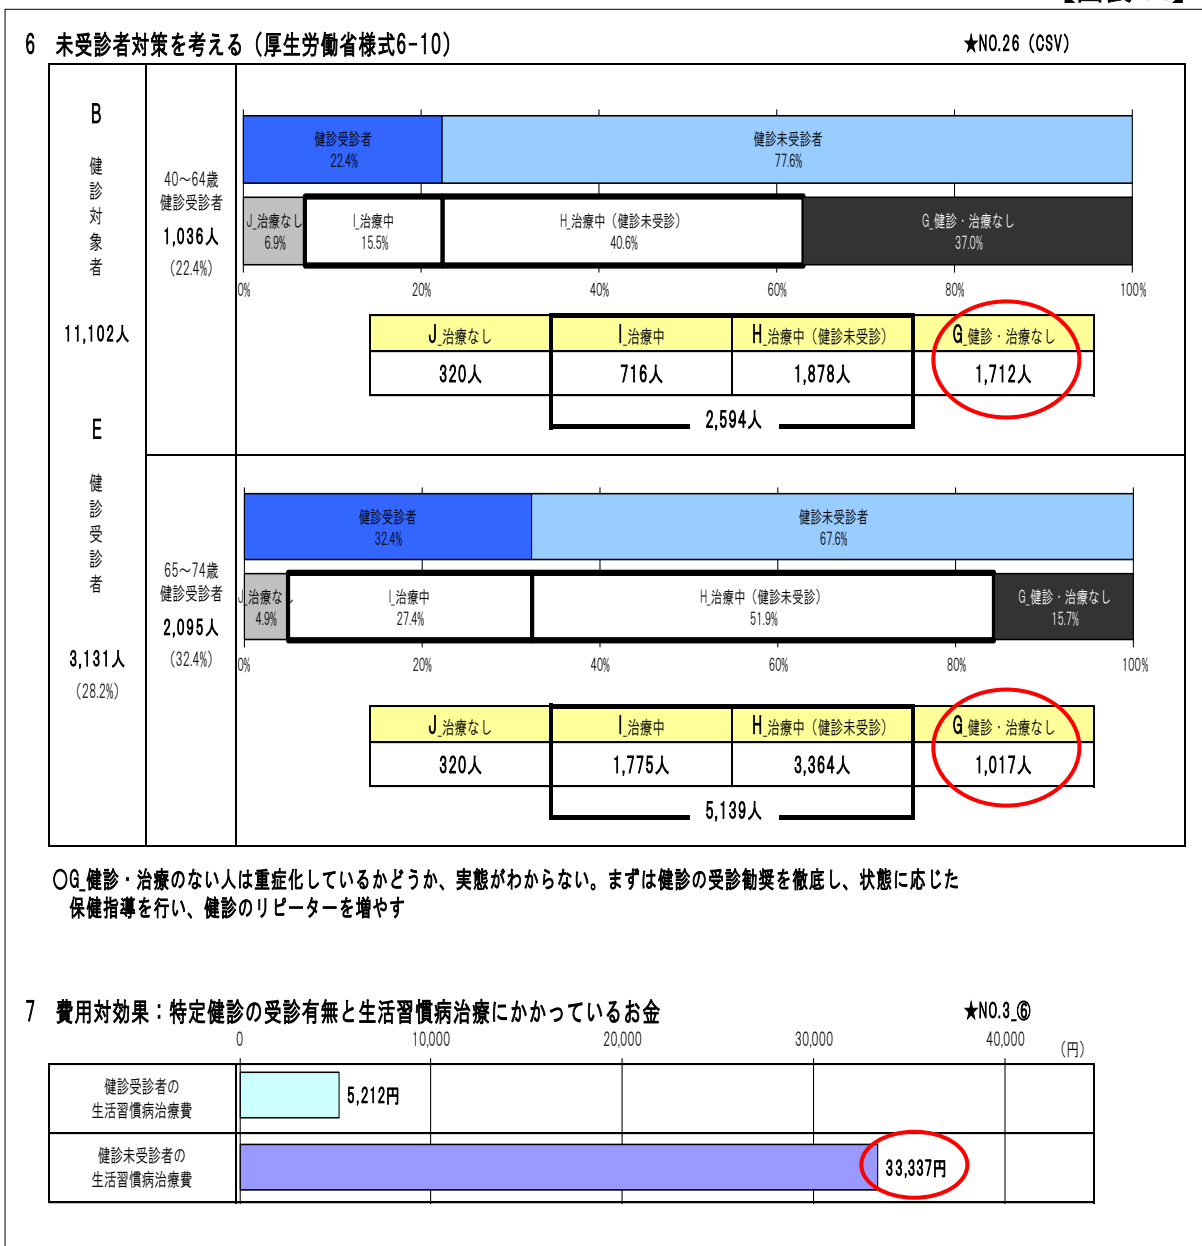 6 未受診者対策を考える（厚生労働省様式6-10）
★NO.26（CSV）
B
健診対象者
11,102人
E
健診受診者
3,131人
（28.2%）
40～64歳
健診受診者
1,036人
（22.4%）
健診受診者
22.4%
健診未受診者
77.6%
J_治療なし
6.9%
I_治療中
15.5%
H_治療中（健診未受診）
40.6%
G_健診・治療なし
37.0%
0% 20% 40% 60% 80% 100%
J_治療なし I_治療中 H_治療中（健診未受診） G_健診・治療なし
320人 716人 1,878人 1,712人
2,594人
65～74歳
健診受診者
2,095人
（32.4%）
健診受診者
32.4%
健診未受診者
67.6%
J_治療な
4.9%
I_治療中
27.4%
H_治療中（健診未受診）
51.9%
G_健診・治療なし
15.7%
0% 20% 40% 60% 80% 100%
J_治療なし I_治療中 H_治療中（健診未受診） G_健診・治療なし
320人 1,775人 3,364人 1,017人
5,139人
○G_健診・治療のない人は重症化しているかどうか、実態がわからない。まずは健診の受診勧奨を徹底し、状態に応じた
保健指導を行い、健診のリピーターを増やす
7 費用対効果：特定健診の受診有無と生活習慣病治療にかかっているお金
★NO.3_⑥
0 10,000 20,000 30,000 40,000 （円）
健診受診者の
生活習慣病治療費
5,212円
健診未受診者の
生活習慣病治療費
33,337円